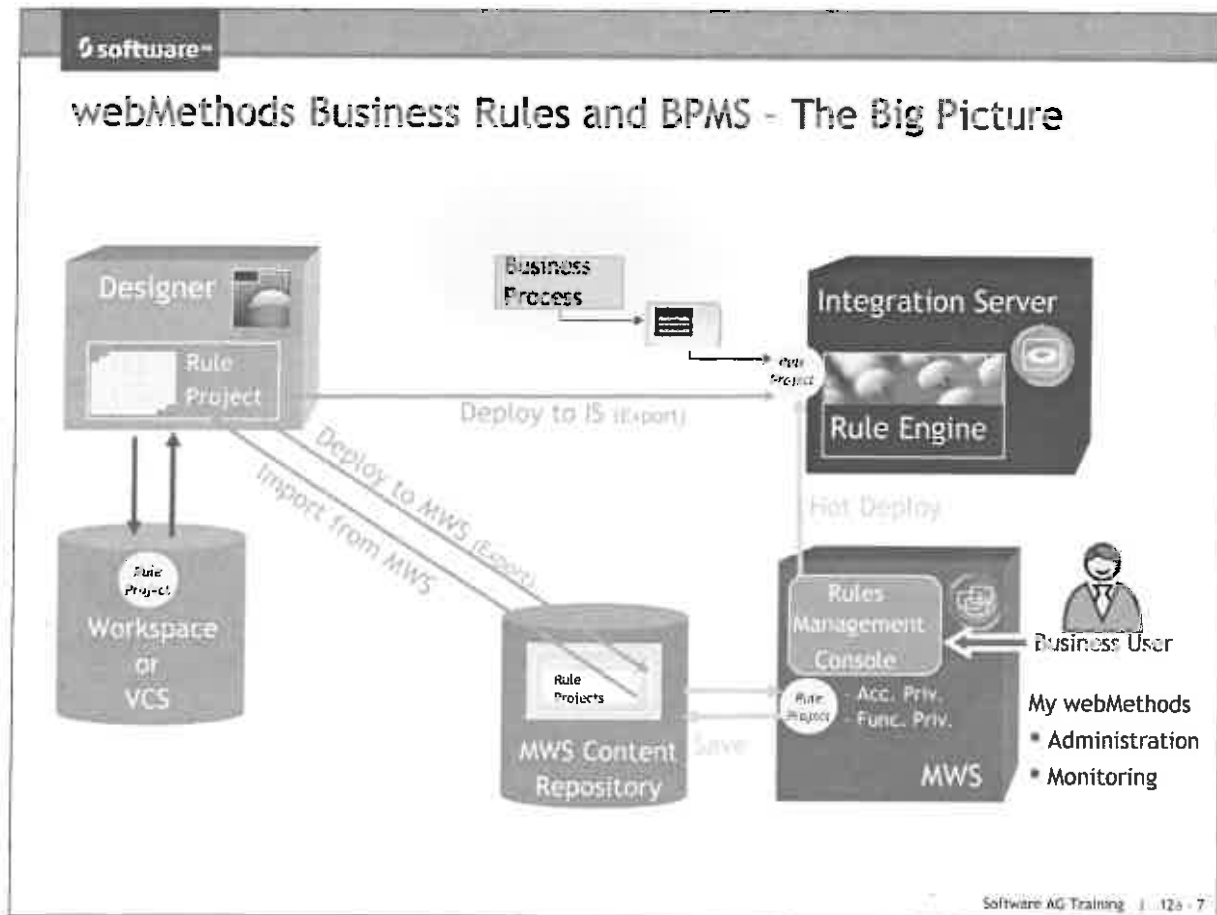 software
webMethods Business Rules and BPMS - The Big Picture
Designer
Rule
Project
Business
Process
Integration Server
Rule
Project
Rule Engine
Deploy to IS (Export)
Deploy to MWS (Export)
Import from MWS
Hot Deploy
Rule
Project
Workspace
or
VCS
Rule
Projects
MWS Content
Repository
Save
Rules
Management
Console
Rule
Project
- Acc. Priv.
- Func. Priv.
MWS
Business User
My webMethods
• Administration
• Monitoring
Software AG Training | 12a - 7